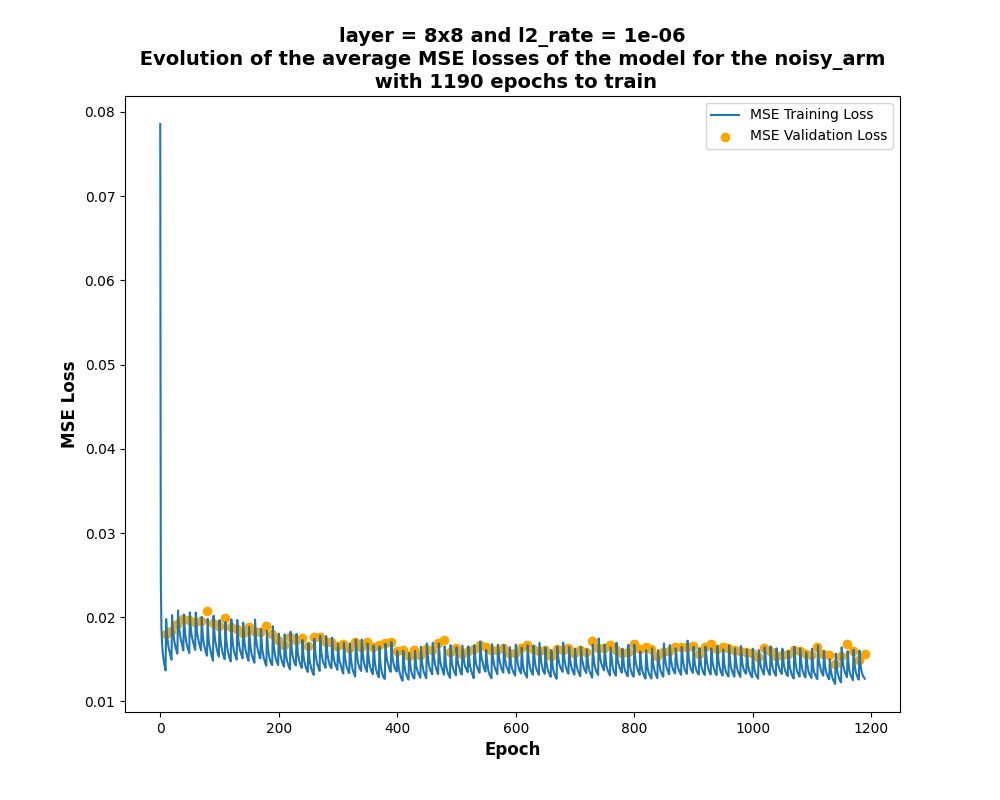 layer = 8x8 and l2_rate = 1e-06
Evolution of the average MSE losses of the model for the noisy_arm
with 1190 epochs to train
MSE Training Loss
MSE Validation Loss
0.08
0.07
0.06
0.05
0.04
0.03
0.02
0.01
MSE Loss
0
200
400
600
800
1000
1200
Epoch